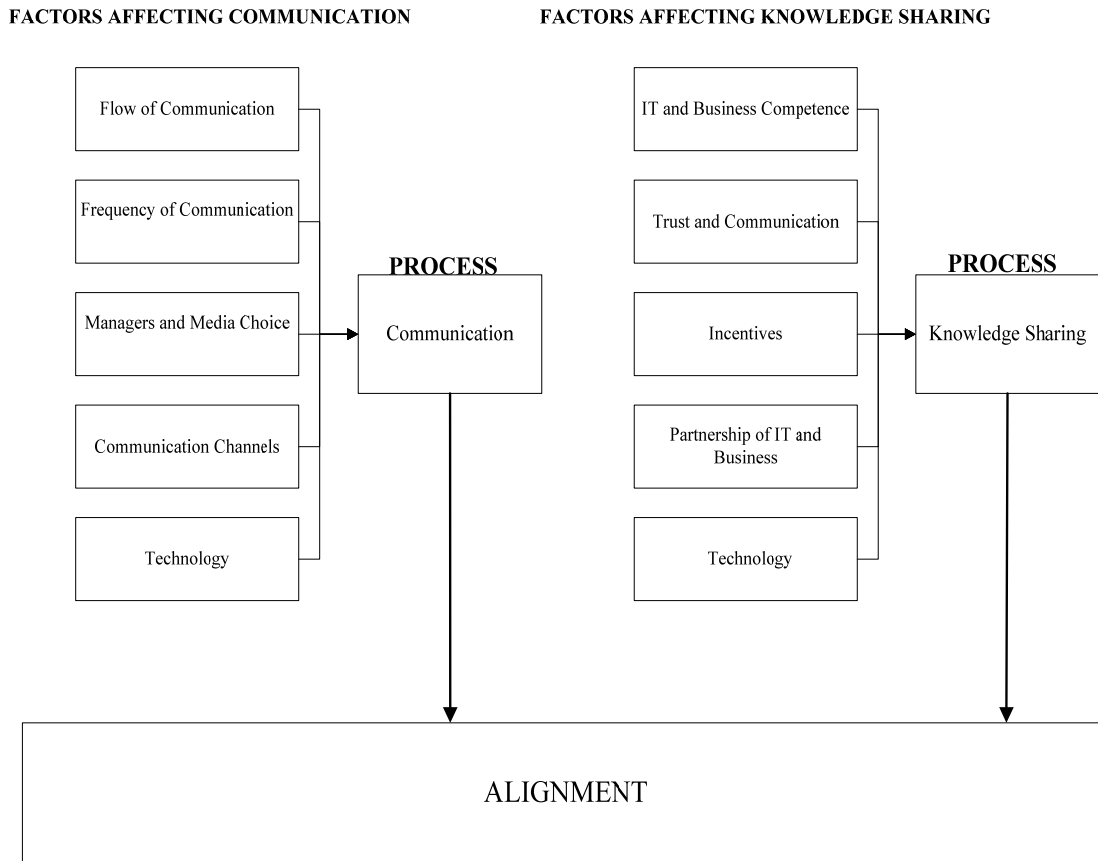 FACTORS AFFECTING COMMUNICATION
FACTORS AFFECTING KNOWLEDGE SHARING
Flow of Communication
Frequency of Communication
Managers and Media Choice
Communication Channels
Technology
PROCESS
Communication
IT and Business Competence
Trust and Communication
Incentives
Partnership of IT and
Business
Technology
PROCESS
Knowledge Sharing
ALIGNMENT